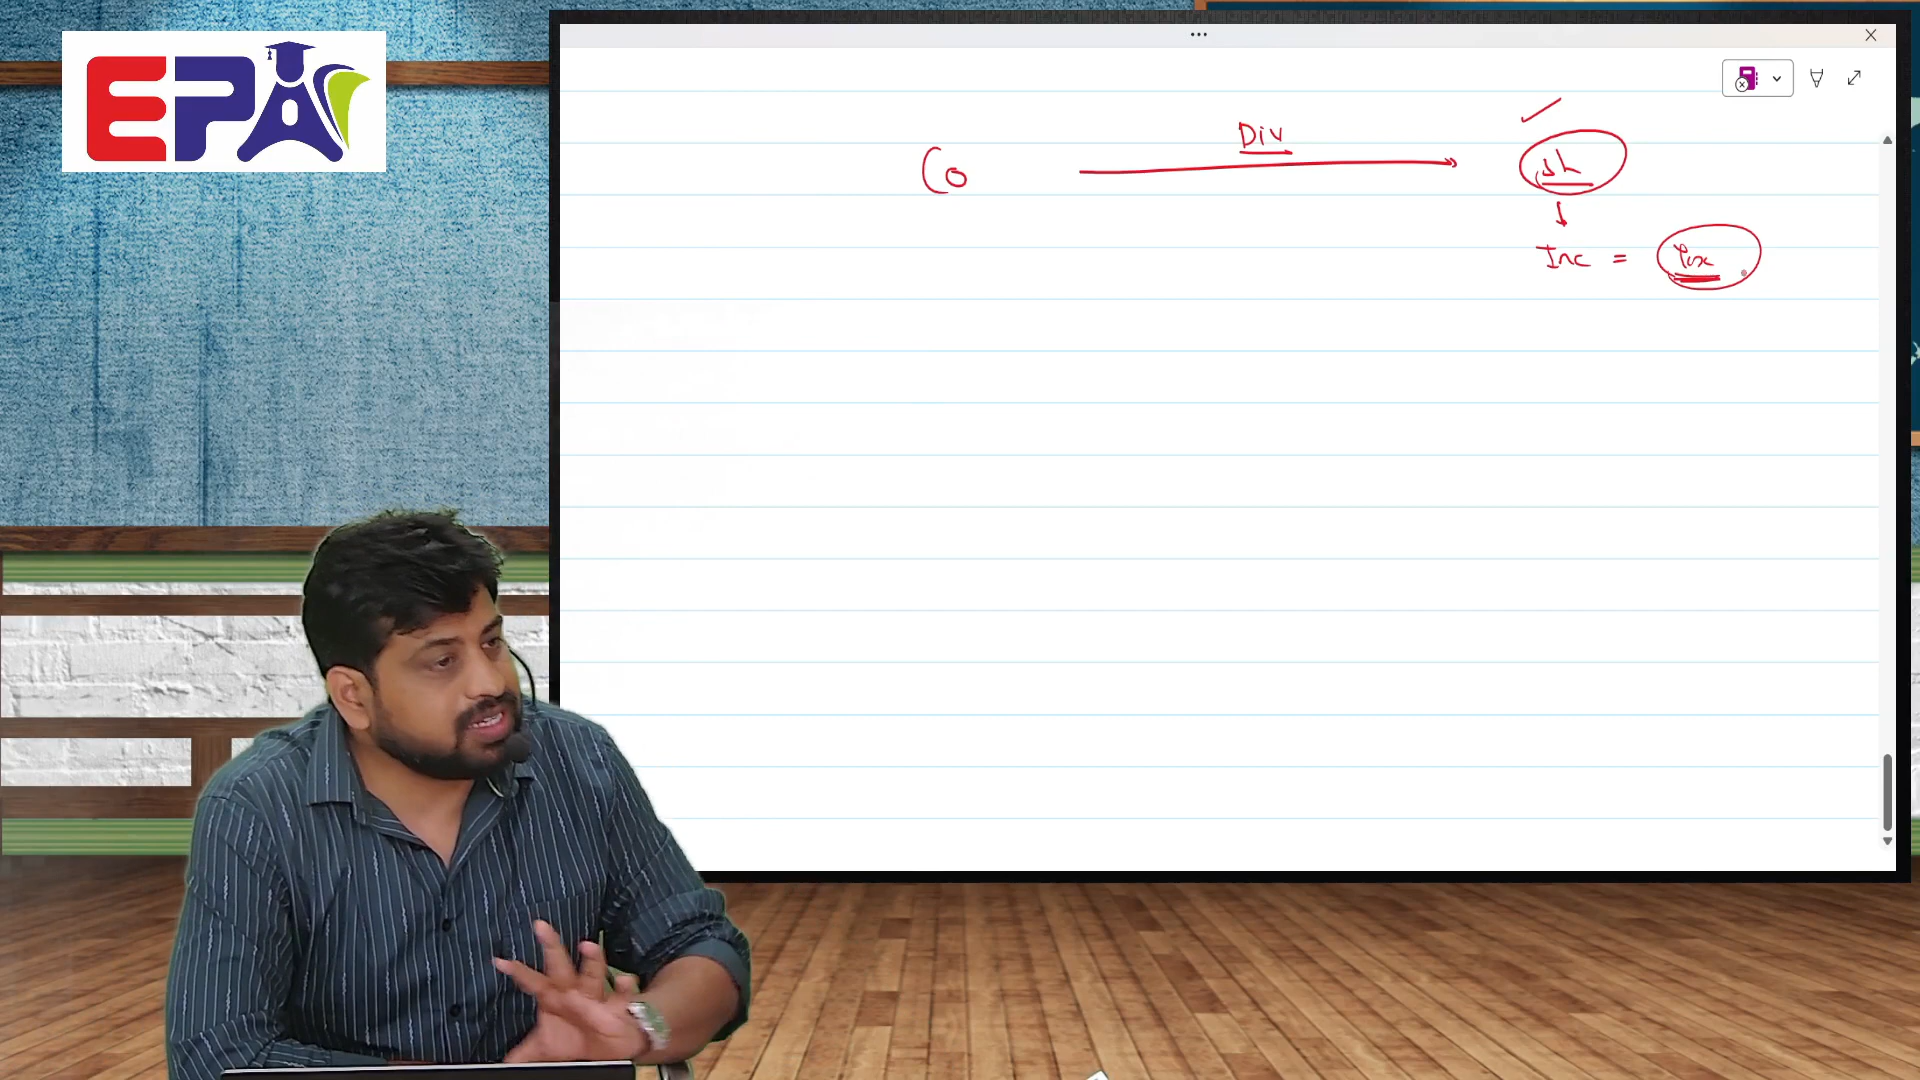 EPA
Div
Co
Sh
Inc = Tax